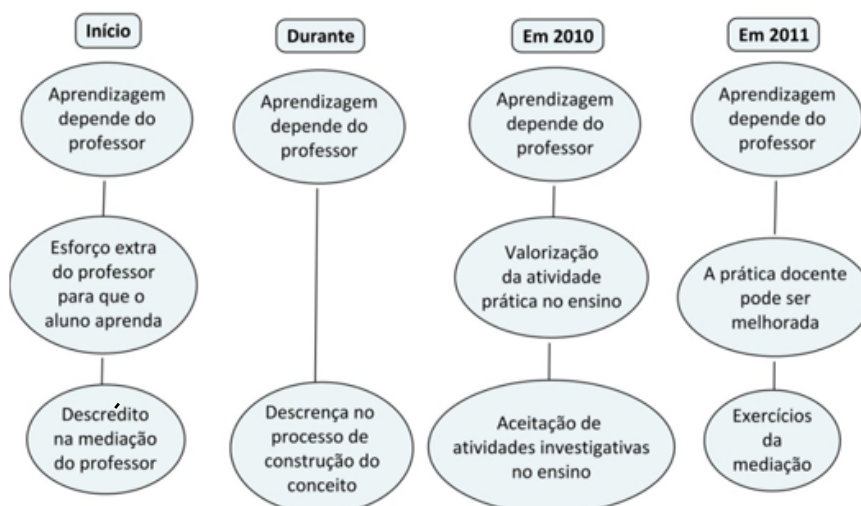 Início
Durante
Em 2010
Em 2011
Aprendizagem
depende do
professor
Aprendizagem
depende do
professor
Aprendizagem
depende do
professor
Aprendizagem
depende do
professor
Esforço extra
do professor
para que o
aluno aprenda
Valorização
da atividade
prática no ensino
A prática docente
pode ser
melhorada
Descrédito
na mediação
do professor
Descrença no
processo de
construção do
conceito
Aceitação de
atividades investigativas
no ensino
Exercícios
da
mediação